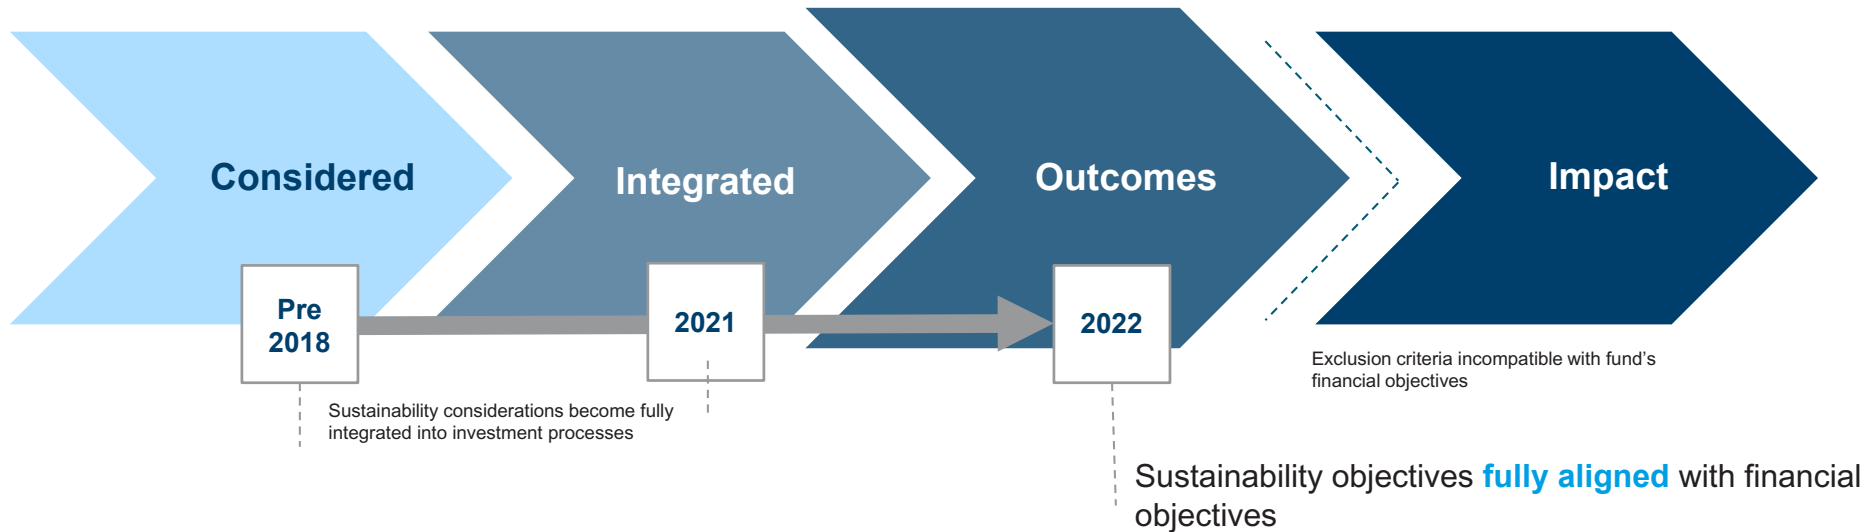 Considered
Integrated
Outcomes
Impact
Pre
2018
2021
2022
Sustainability considerations become fully
integrated into investment processes
Exclusion criteria incompatible with fund’s
financial objectives
Sustainability objectives fully aligned with financial
objectives